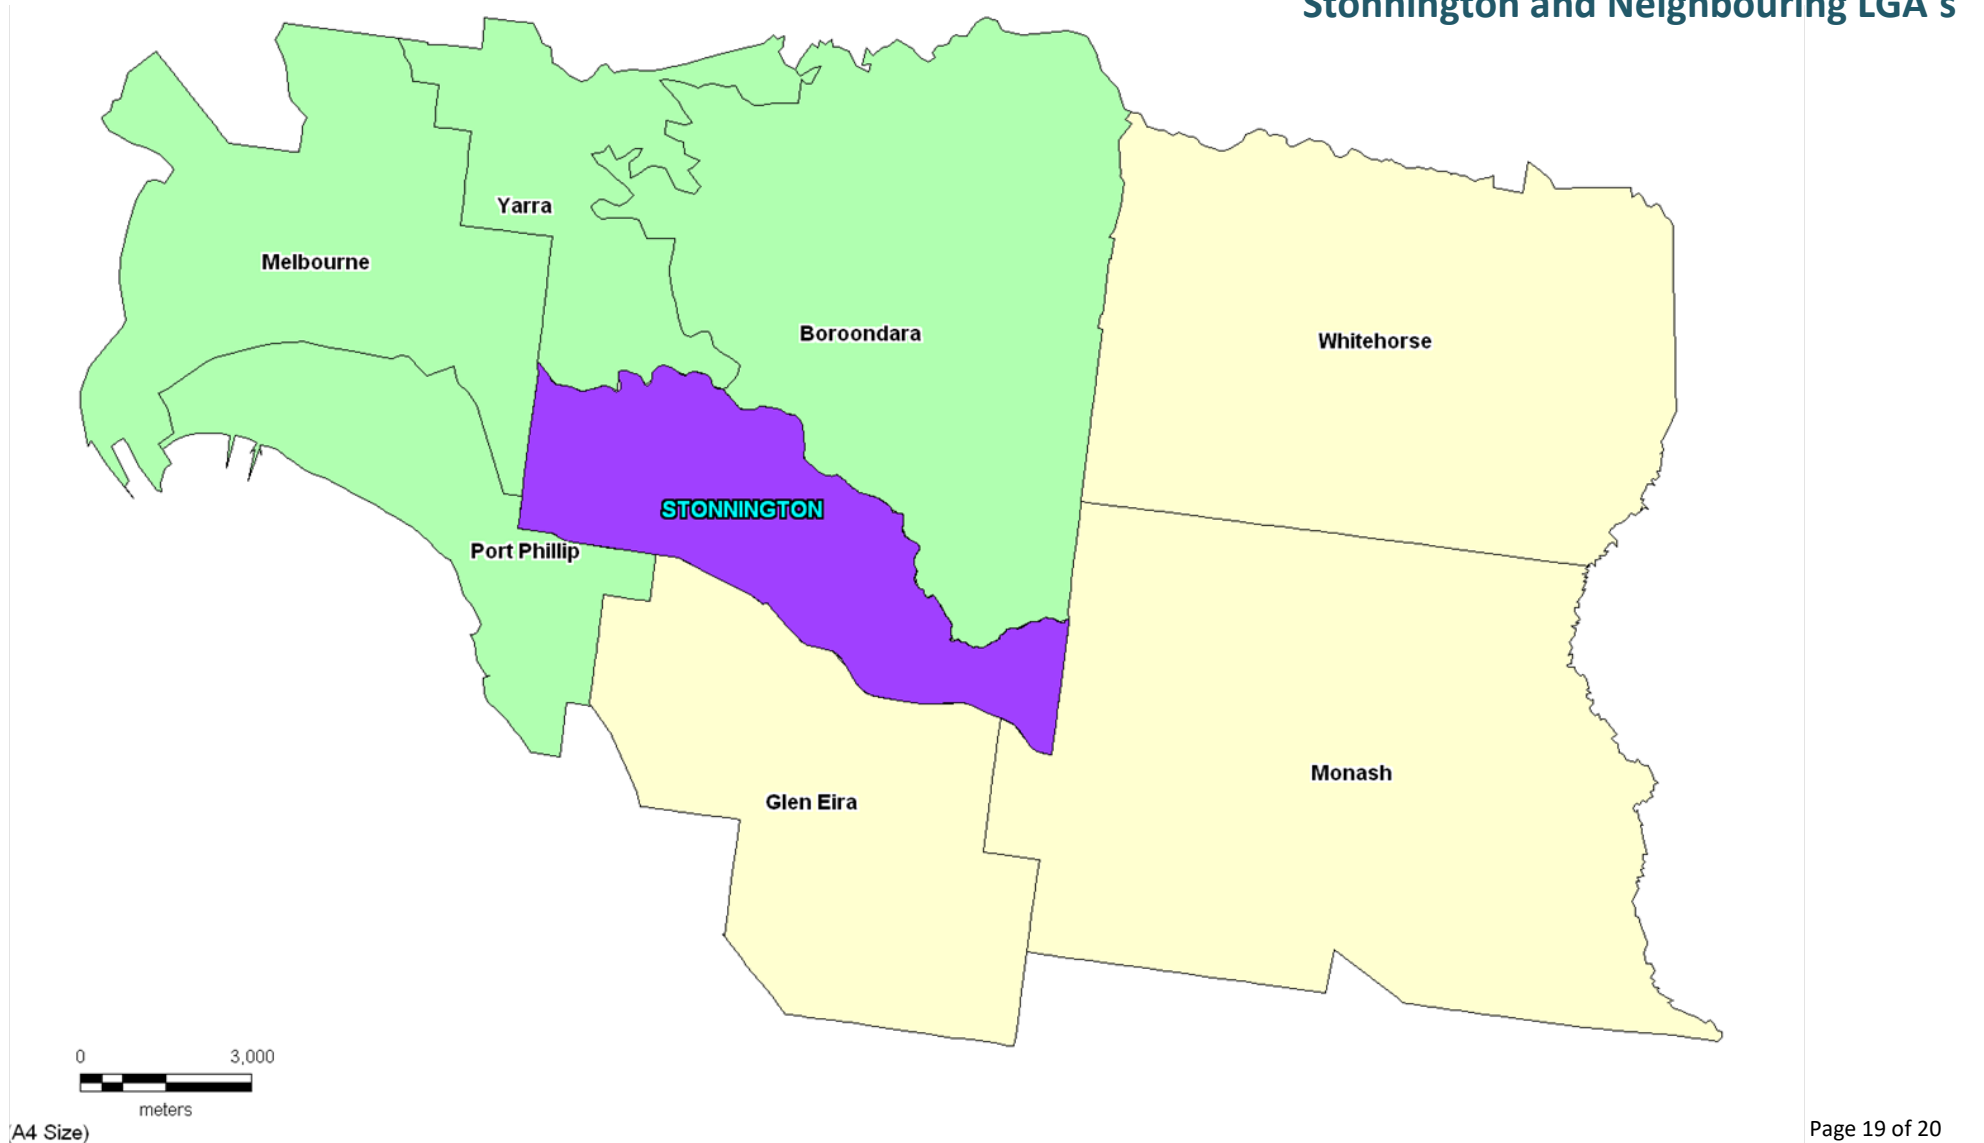 Stonnington and Neighbouring LGA's
Yarra
Melbourne
Boroondara
Whitehorse
STONNINGTON
Port Phillip
Monash
Glen Eira
0 3,000
meters
(A4 Size)
Page 19 of 20